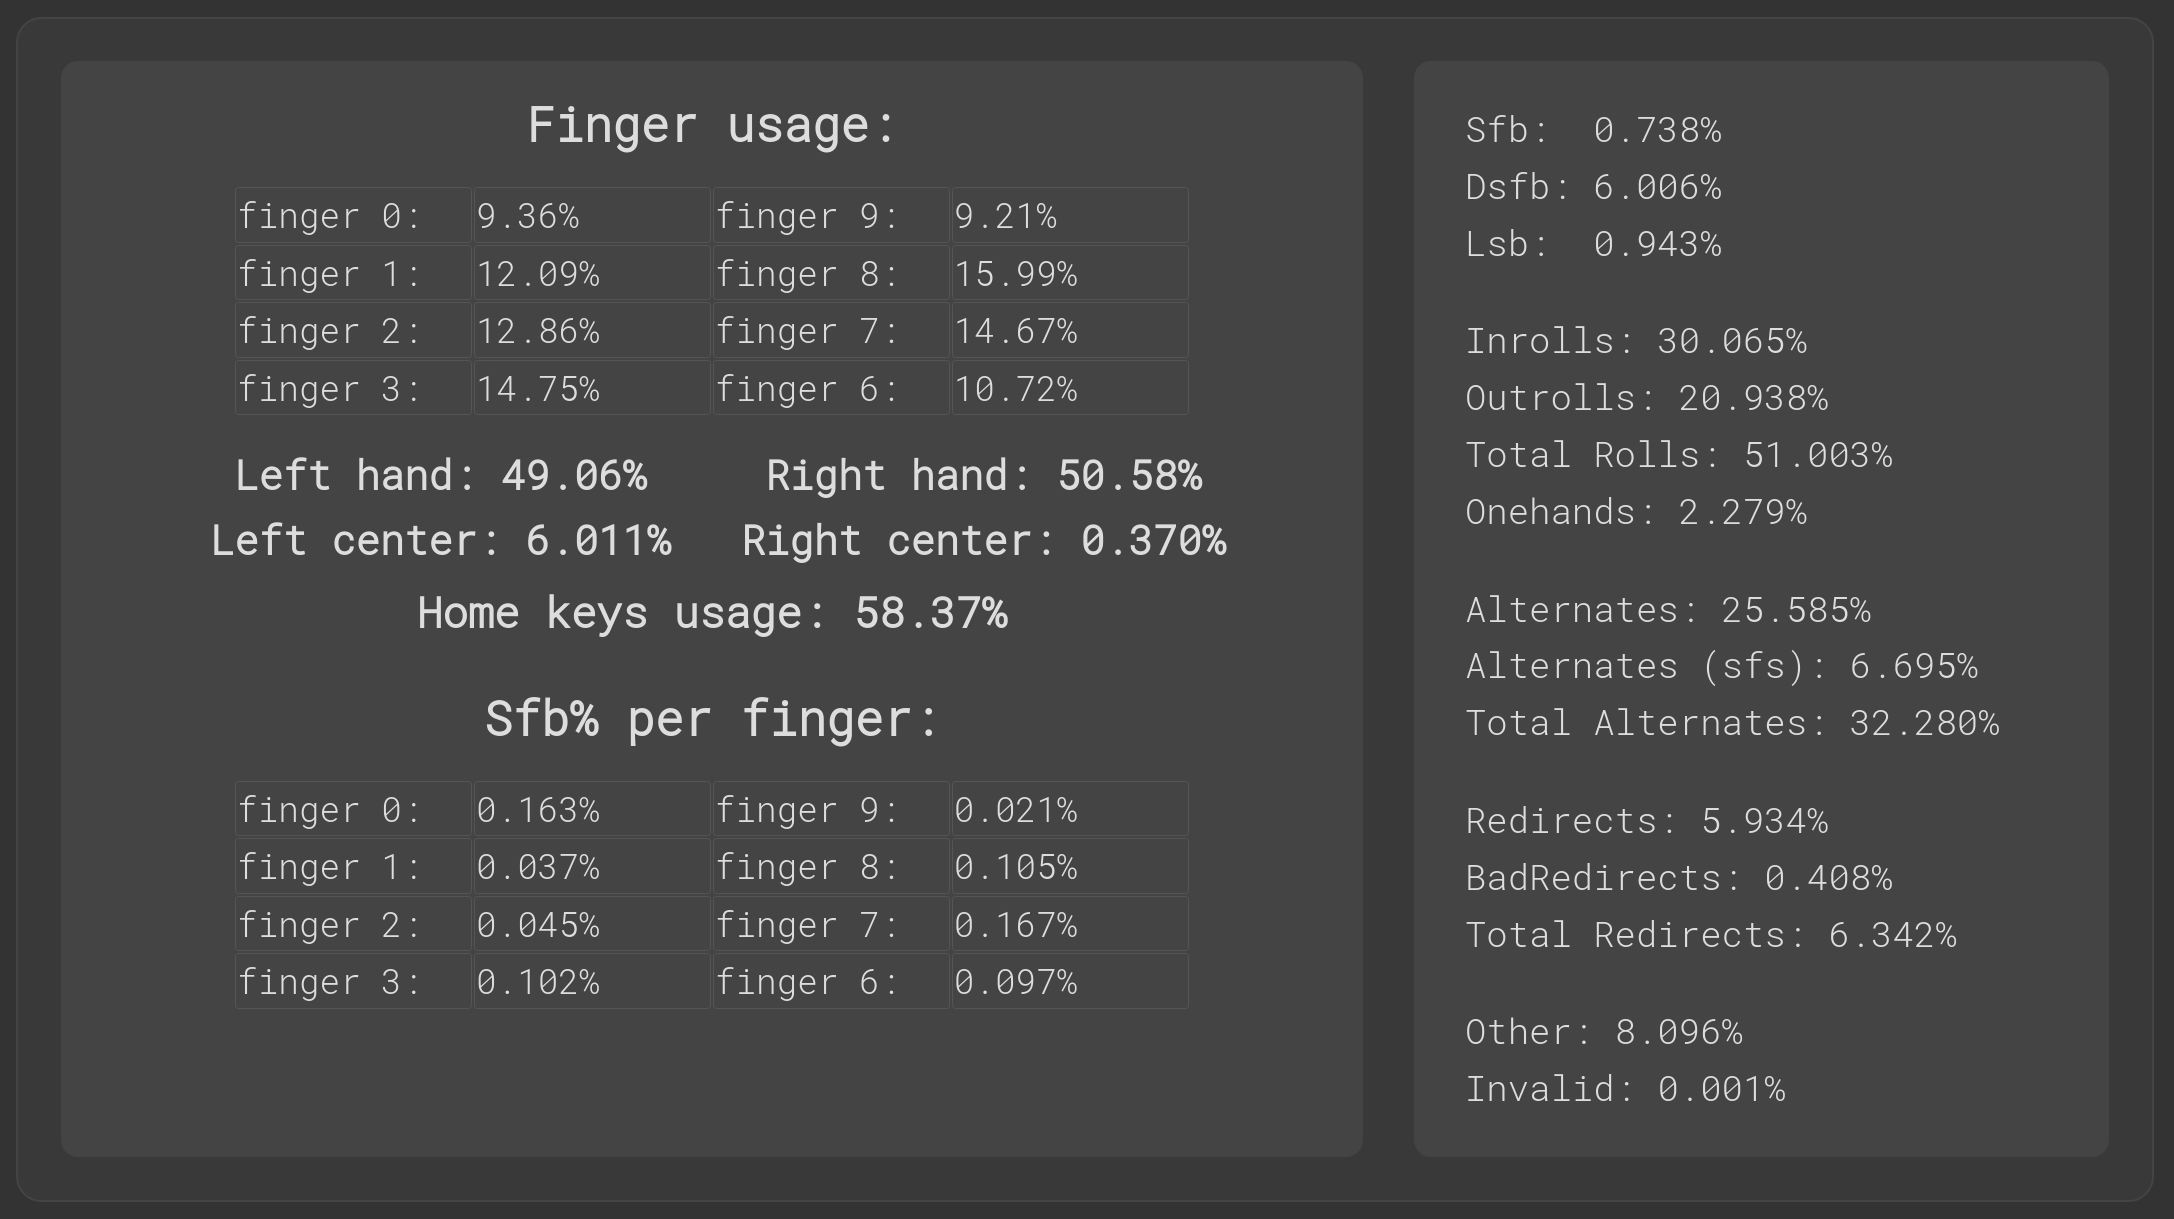 Finger usage:
finger 0: 9.36% finger 9: 9.21%
finger 1: 12.09% finger 8: 15.99%
finger 2: 12.86% finger 7: 14.67%
finger 3: 14.75% finger 6: 10.72%
Left hand: 49.06% Right hand: 50.58%
Left center: 6.011% Right center: 0.370%
Home keys usage: 58.37%
Sfb% per finger:
finger 0: 0.163% finger 9: 0.021%
finger 1: 0.037% finger 8: 0.105%
finger 2: 0.045% finger 7: 0.167%
finger 3: 0.102% finger 6: 0.097%
Sfb: 0.738%
Dsfb: 6.006%
Lsb: 0.943%
Inrolls: 30.065%
Outrolls: 20.938%
Total Rolls: 51.003%
Onehands: 2.279%
Alternates: 25.585%
Alternates (sfs): 6.695%
Total Alternates: 32.280%
Redirects: 5.934%
BadRedirects: 0.408%
Total Redirects: 6.342%
Other: 8.096%
Invalid: 0.001%